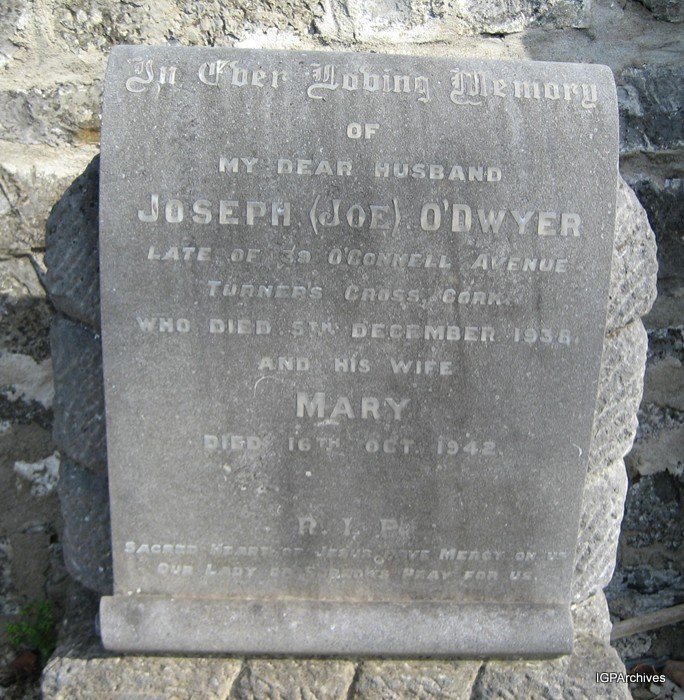 In Ever Loving Memory
OF
MY DEAR HUSBAND
JOSEPH (JOE) O'DWYER
LATE OF 39 O'CONNELL AVENUE
TURNERS CROSS, CORK.
WHO DIED 5TH DECEMBER 1938.
AND HIS WIFE
MARY
DIED 16TH OCT. 1942.
R. I. P.
SACRED HEART OF JESUS HAVE MERCY ON US
OUR LADY OF SORROWS PRAY FOR US.
IGPArchives